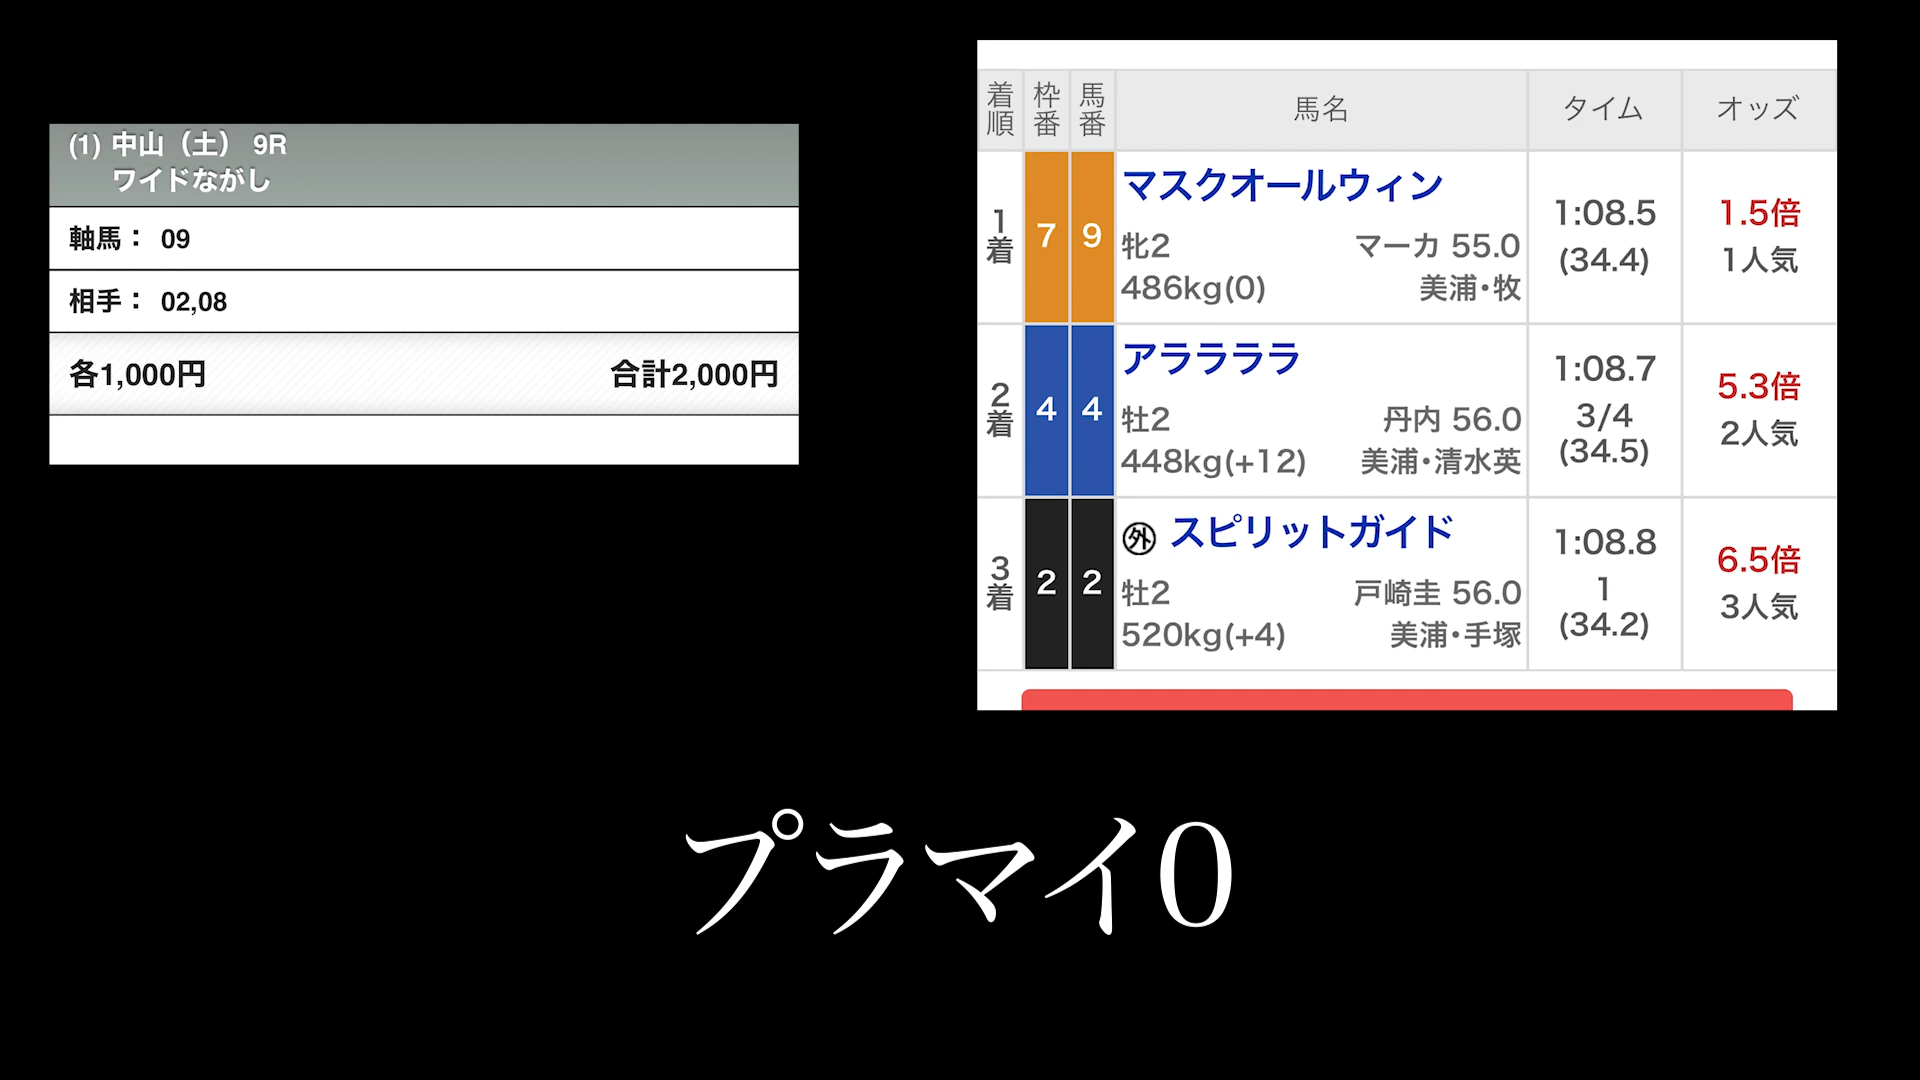 (1) 中山（土） 9R
ワイドながし
軸馬： 09
相手： 02,08
各1,000円 合計2,000円
着順 枠番 馬番 馬名 タイム オッズ
1着 7 9 マスクオールウィン 1:08.5 1.5倍
牝2 マーカ 55.0 (34.4) 1人気
486kg(0) 美浦・牧
2着 4 4 アララララ 1:08.7 5.3倍
牡2 丹内 56.0 3/4 2人気
448kg(+12) 美浦・清水英 (34.5)
3着 2 2 外 スピリットガイド 1:08.8 6.5倍
牡2 戸崎圭 56.0 1 3人気
520kg(+4) 美浦・手塚 (34.2)
プラマイ0